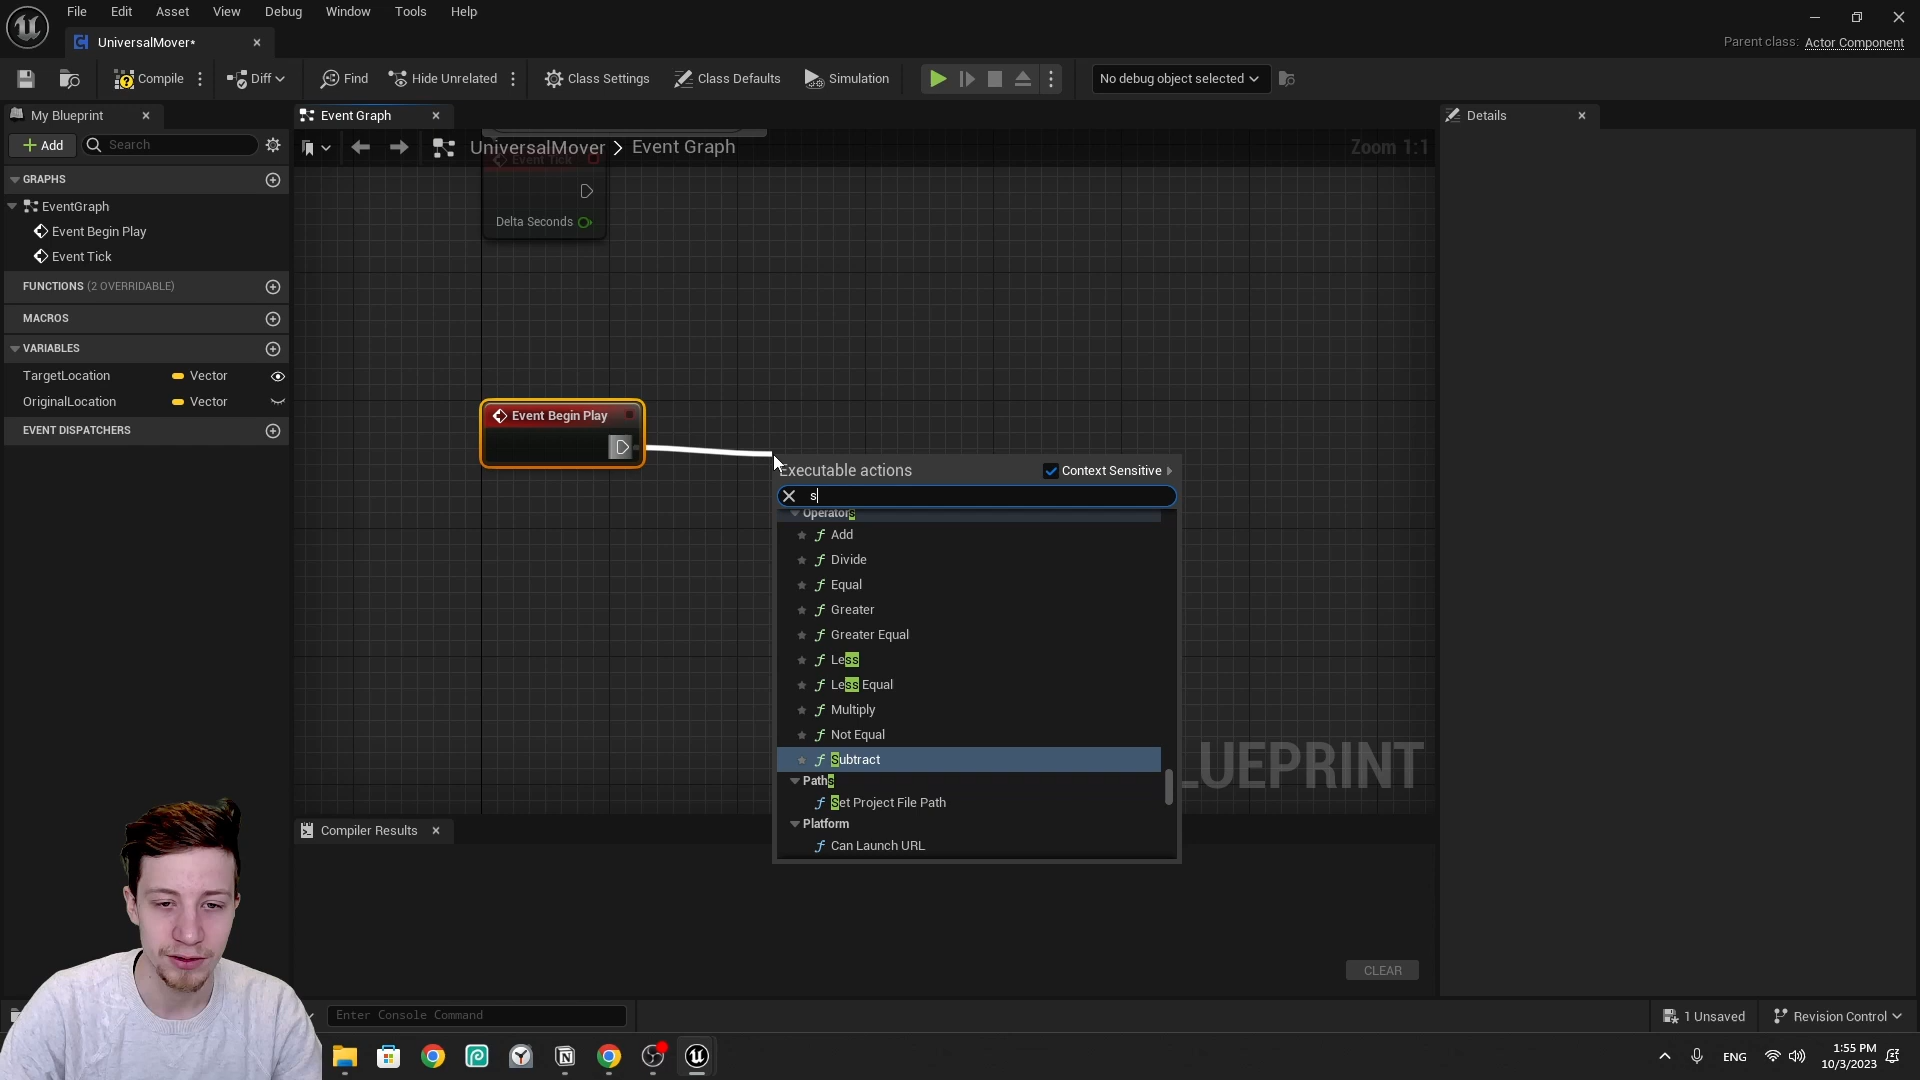 File Edit Asset View Debug Window Tools Help
UniversalMover*
Parent class: Actor Component
Compile Diff Find Hide Unrelated Class Settings Class Defaults Simulation No debug object selected
My Blueprint
Event Graph
Details
Add Search
UniversalMover > Event Graph
Zoom 1:1
Event Tick
GRAPHS
EventGraph
Event Begin Play
Event Tick
Delta Seconds
FUNCTIONS (2 OVERRIDABLE)
MACROS
VARIABLES
TargetLocation Vector
OriginalLocation Vector
EVENT DISPATCHERS
Event Begin Play
Executable actions Context Sensitive
s
Operators
f Add
f Divide
f Equal
f Greater
f Greater Equal
f Less
f Less Equal
f Multiply
f Not Equal
f Subtract
Paths
f Set Project File Path
Platform
f Can Launch URL
LUEPRINT
Compiler Results
CLEAR
Enter Console Command
1 Unsaved Revision Control
ENG
1:55 PM
10/3/2023